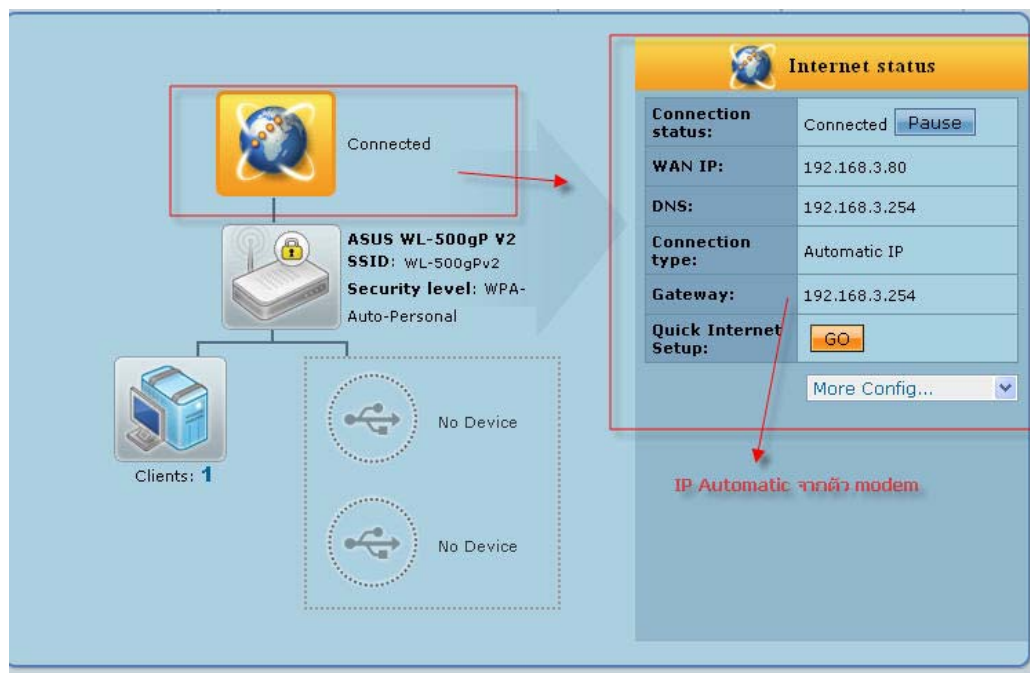 Connected
ASUS WL-500gP V2
SSID: WL-500gPv2
Security level: WPA-
Auto-Personal
Clients: 1
No Device
No Device
Internet status
Connection status: Connected Pause
WAN IP: 192.168.3.80
DNS: 192.168.3.254
Connection type: Automatic IP
Gateway: 192.168.3.254
Quick Internet Setup: GO
More Config...
IP Automatic จากตัว modem